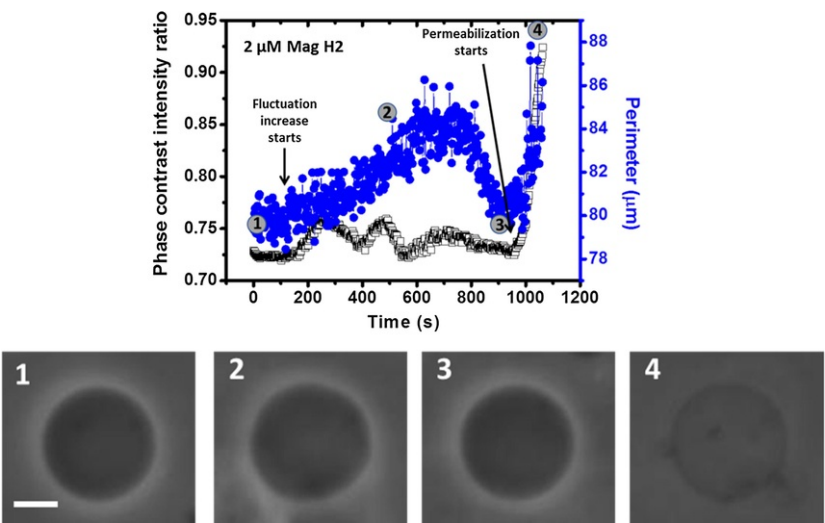 Phase contrast intensity ratio
0.95
0.90
0.85
0.80
0.75
0.70
2 μM Mag H2
Fluctuation
increase
starts
Permeabilization
starts
1
2
3
4
88
86
84
82
80
78
Perimeter (μm)
0 200 400 600 800 1000 1200
Time (s)
1
2
3
4